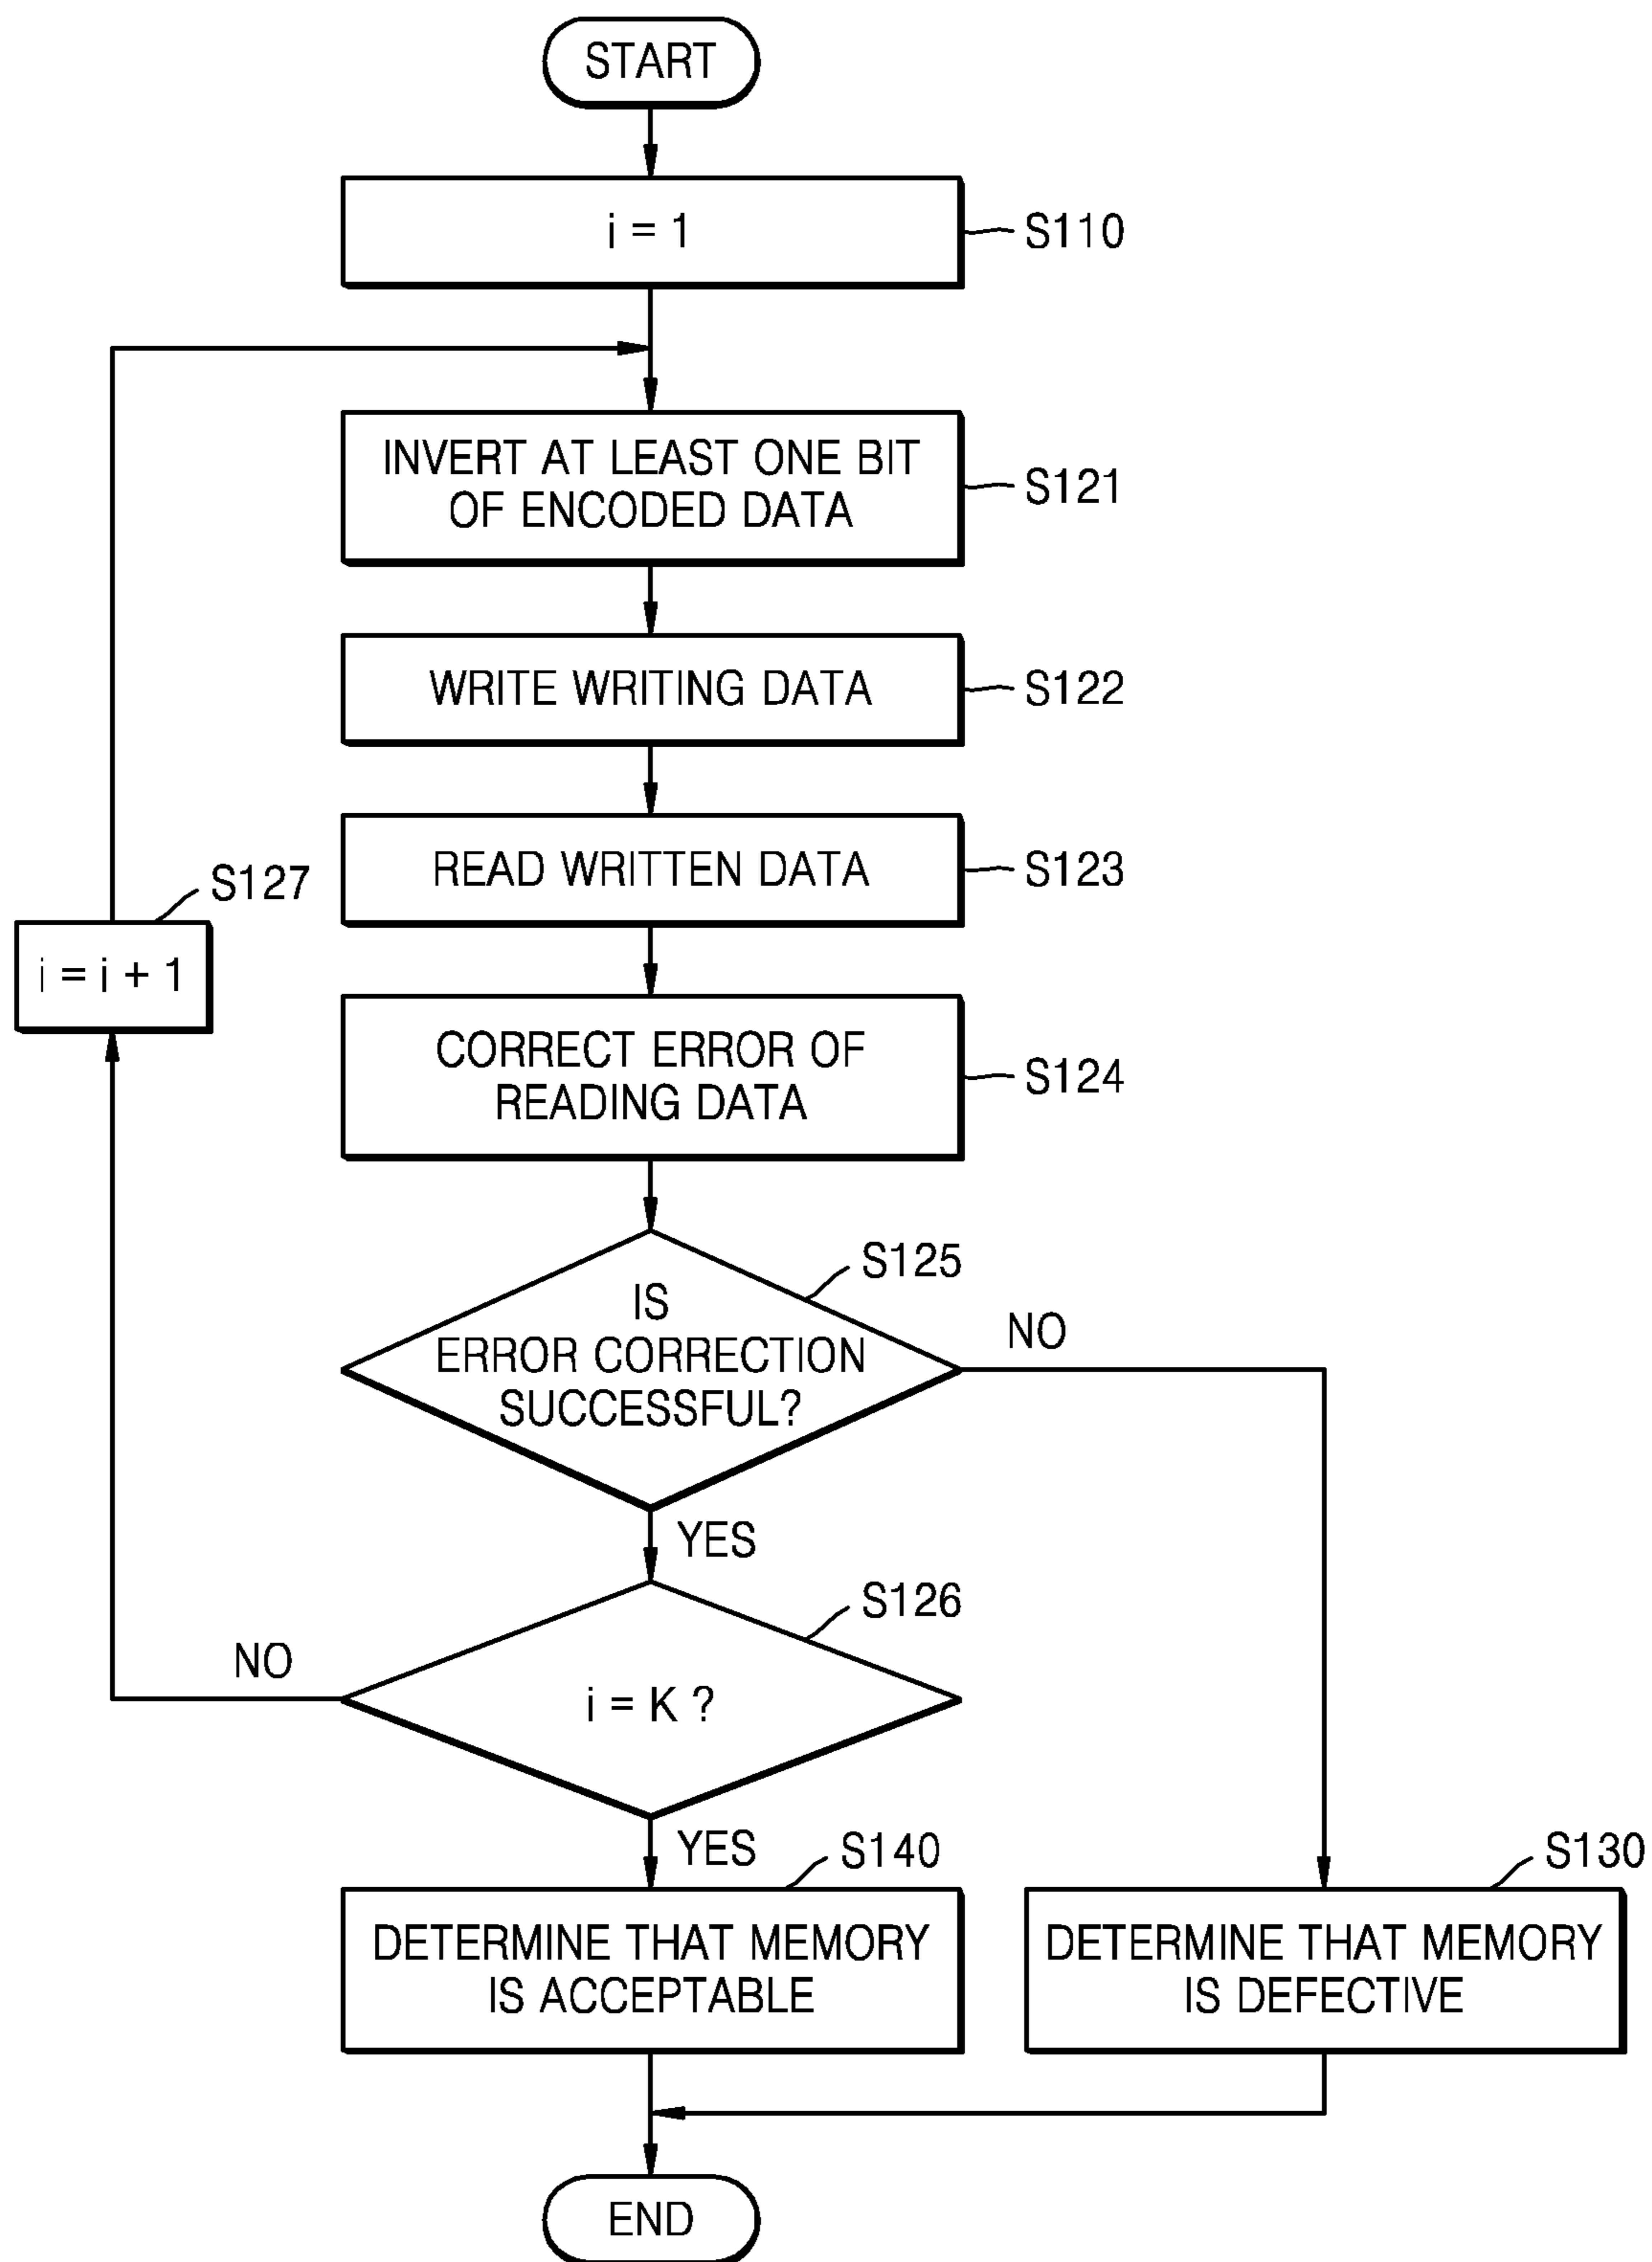 START
i = 1
S110
INVERT AT LEAST ONE BIT
OF ENCODED DATA
S121
WRITE WRITING DATA
S122
READ WRITTEN DATA
S123
S127
i = i + 1
CORRECT ERROR OF
READING DATA
S124
S125
IS
ERROR CORRECTION
SUCCESSFUL?
NO
YES
S126
NO
i = K ?
YES
S140
S130
DETERMINE THAT MEMORY
IS ACCEPTABLE
DETERMINE THAT MEMORY
IS DEFECTIVE
END